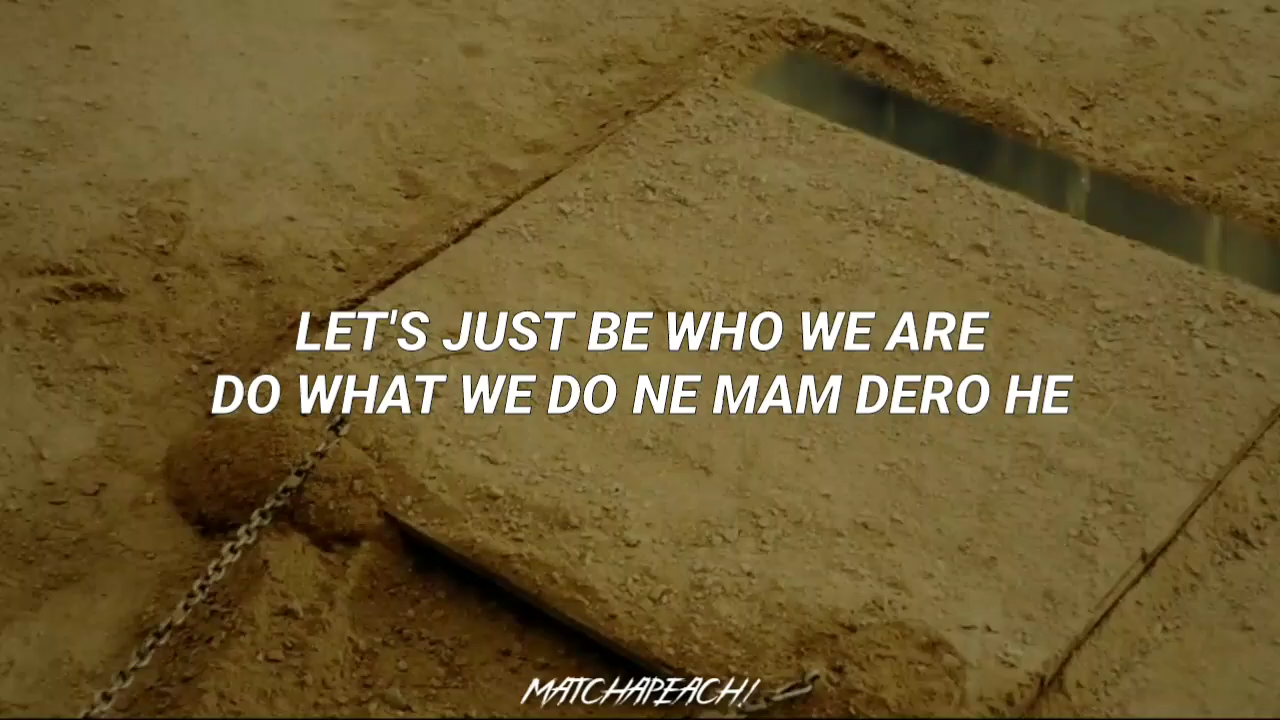 LET'S JUST BE WHO WE ARE
DO WHAT WE DO NE MAM DERO HE
MATCHAPEACH!